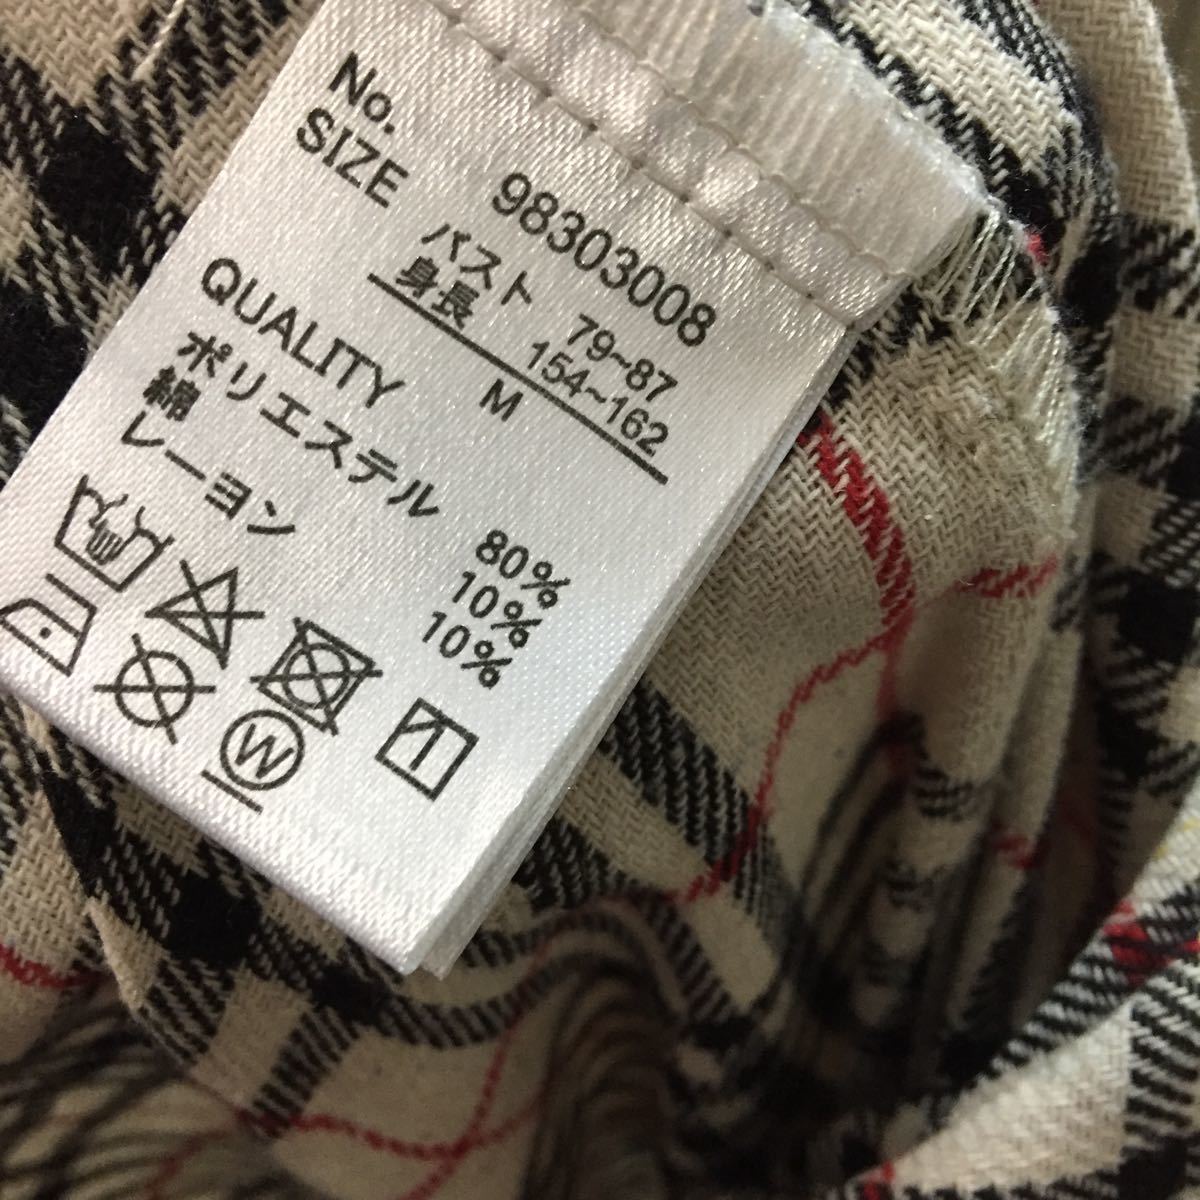 No. 98303008
SIZE バスト 79~87
身長 154~162
M
QUALITY
ポリエステル 80%
綿 10%
レーヨン 10%
W